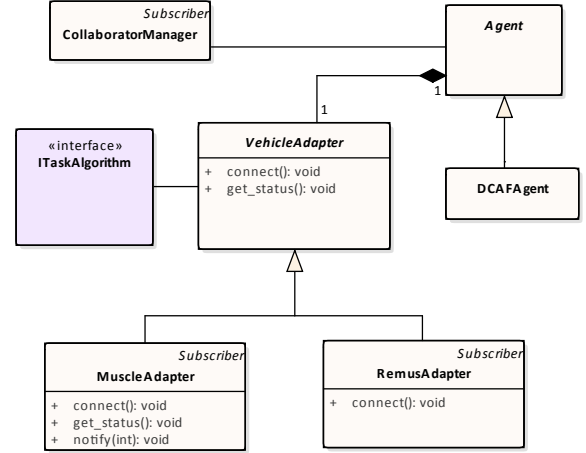 Subscriber
CollaboratorManager
Agent
1
1
«interface»
ITaskAlgorithm
VehicleAdapter
+ connect(): void
+ get_status(): void
DCAFAgent
Subscriber
MuscleAdapter
+ connect(): void
+ get_status(): void
+ notify(int): void
Subscriber
RemusAdapter
+ connect(): void